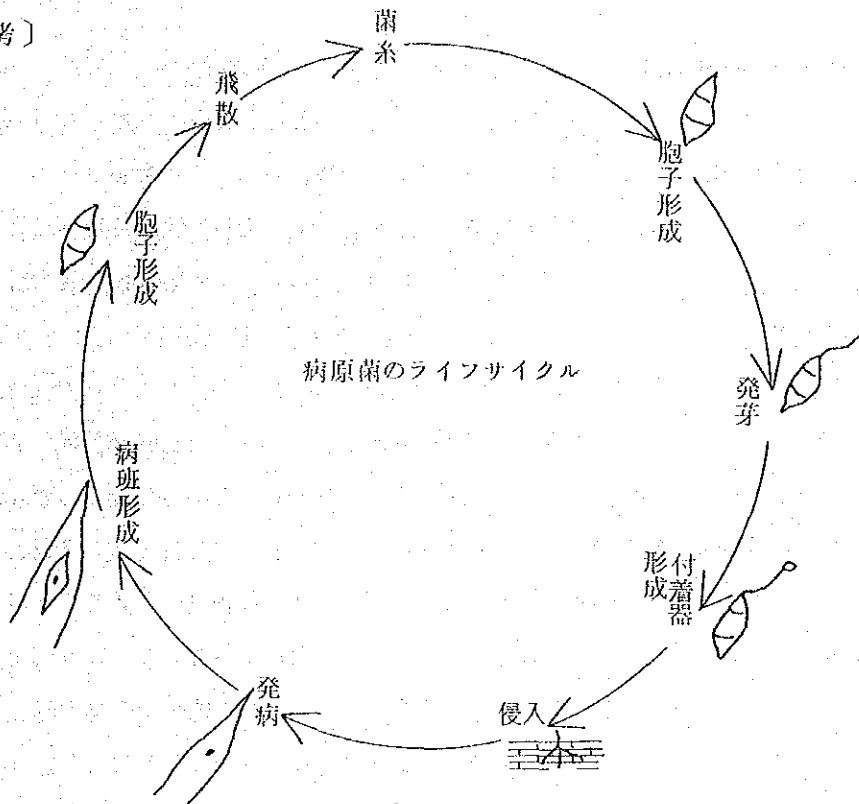 考〕
菌糸
胞子形成
発芽
付着器
形成
侵入
発病
病班形成
胞子形成
飛散
病原菌のライフサイクル